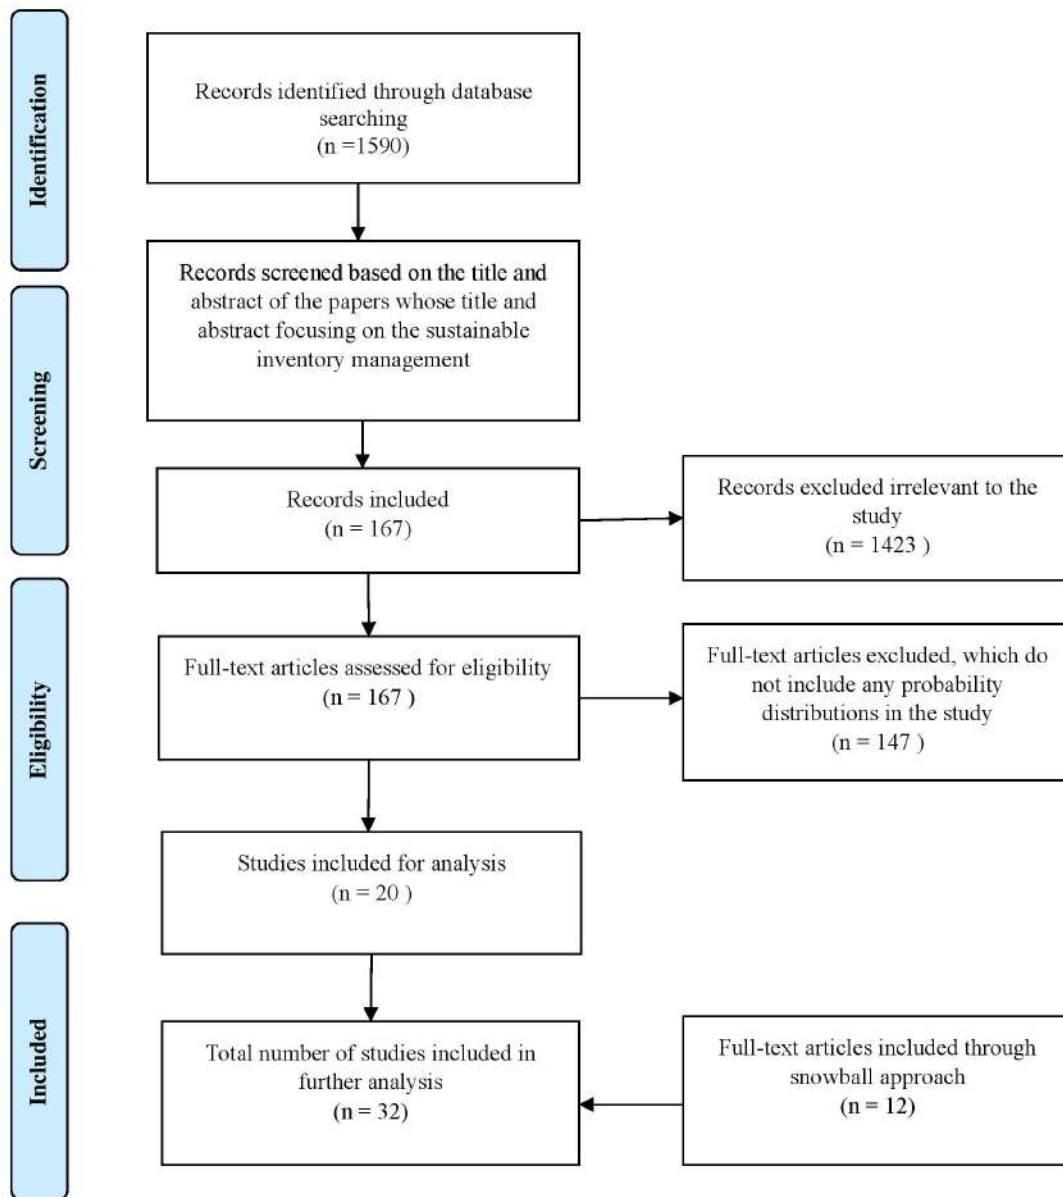 Identification
Records identified through database
searching
(n =1590)
Records screened based on the title and
abstract of the papers whose title and
abstract focusing on the sustainable
inventory management
Screening
Records included
(n = 167)
Records excluded irrelevant to the
study
(n = 1423 )
Eligibility
Full-text articles assessed for eligibility
(n = 167 )
Full-text articles excluded, which do
not include any probability
distributions in the study
(n = 147 )
Studies included for analysis
(n = 20 )
Included
Total number of studies included in
further analysis
(n = 32)
Full-text articles included through
snowball approach
(n = 12)